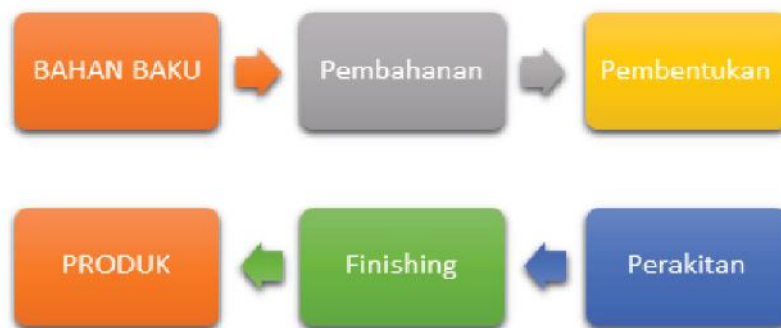 BAHAN BAKU
Pembahanan
Pembentukan
Perakitan
Finishing
PRODUK